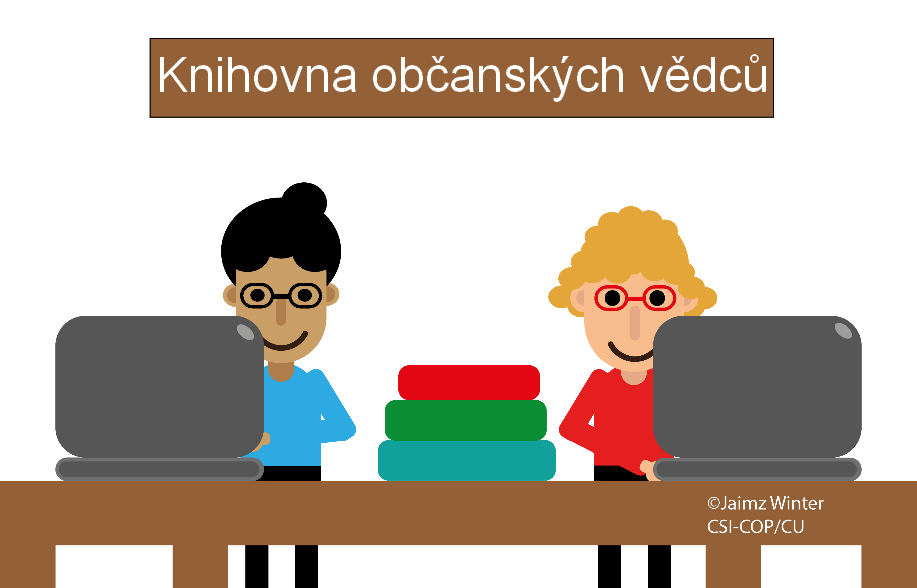 Knihovna občanských vědců
©Jaimz Winter
CSI-COP/CU